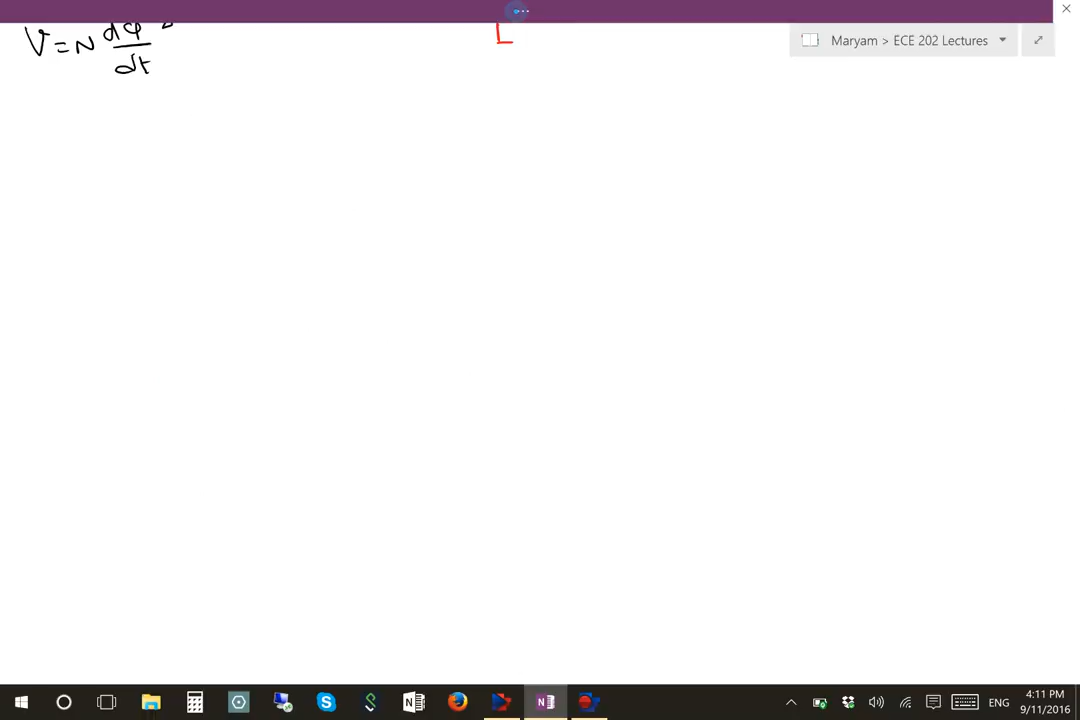 V = N dφ/dt
L
Maryam > ECE 202 Lectures
ENG
4:11 PM
9/11/2016